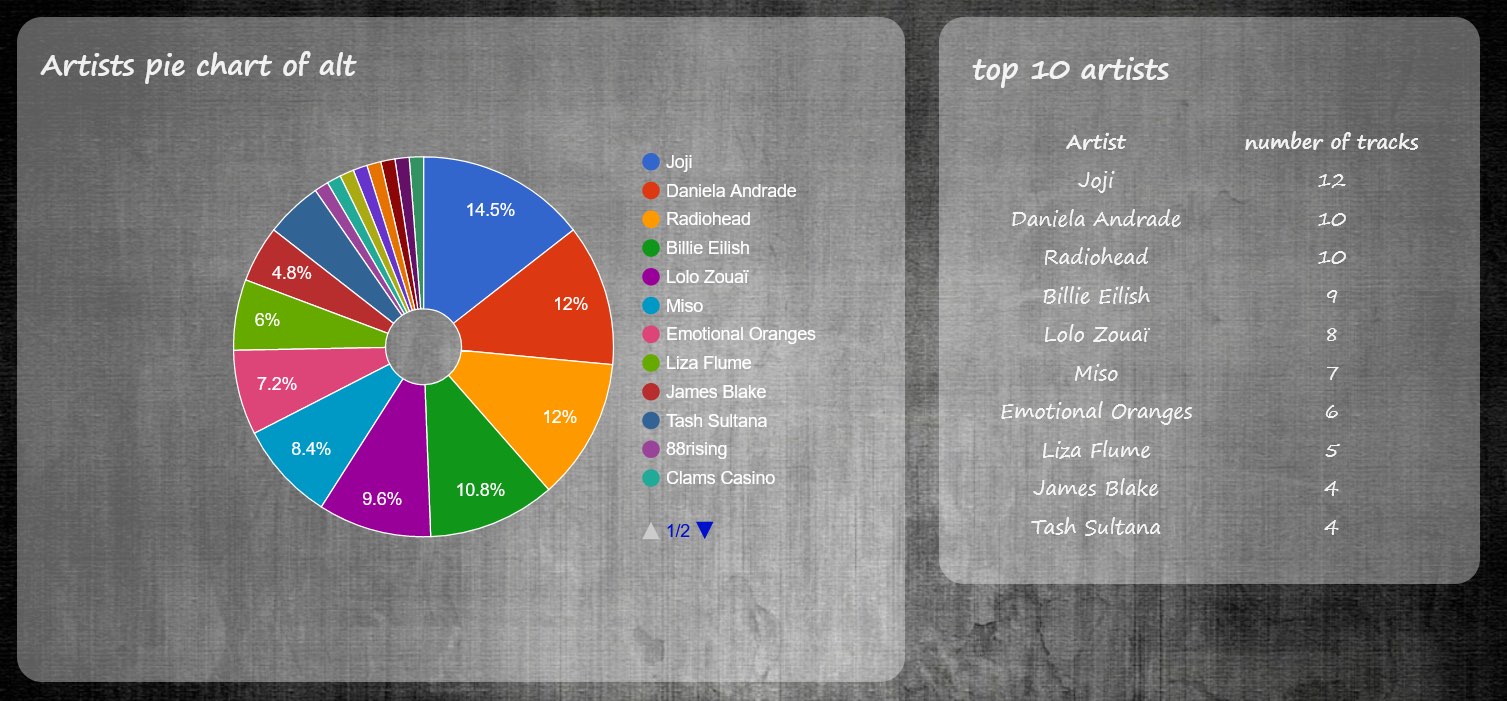 Artists pie chart of alt
14.5%
12%
12%
10.8%
9.6%
8.4%
7.2%
6%
4.8%
Joji
Daniela Andrade
Radiohead
Billie Eilish
Lolo Zouaï
Miso
Emotional Oranges
Liza Flume
James Blake
Tash Sultana
88rising
Clams Casino
1/2
top 10 artists
Artist number of tracks
Joji 12
Daniela Andrade 10
Radiohead 10
Billie Eilish 9
Lolo Zouaï 8
Miso 7
Emotional Oranges 6
Liza Flume 5
James Blake 4
Tash Sultana 4